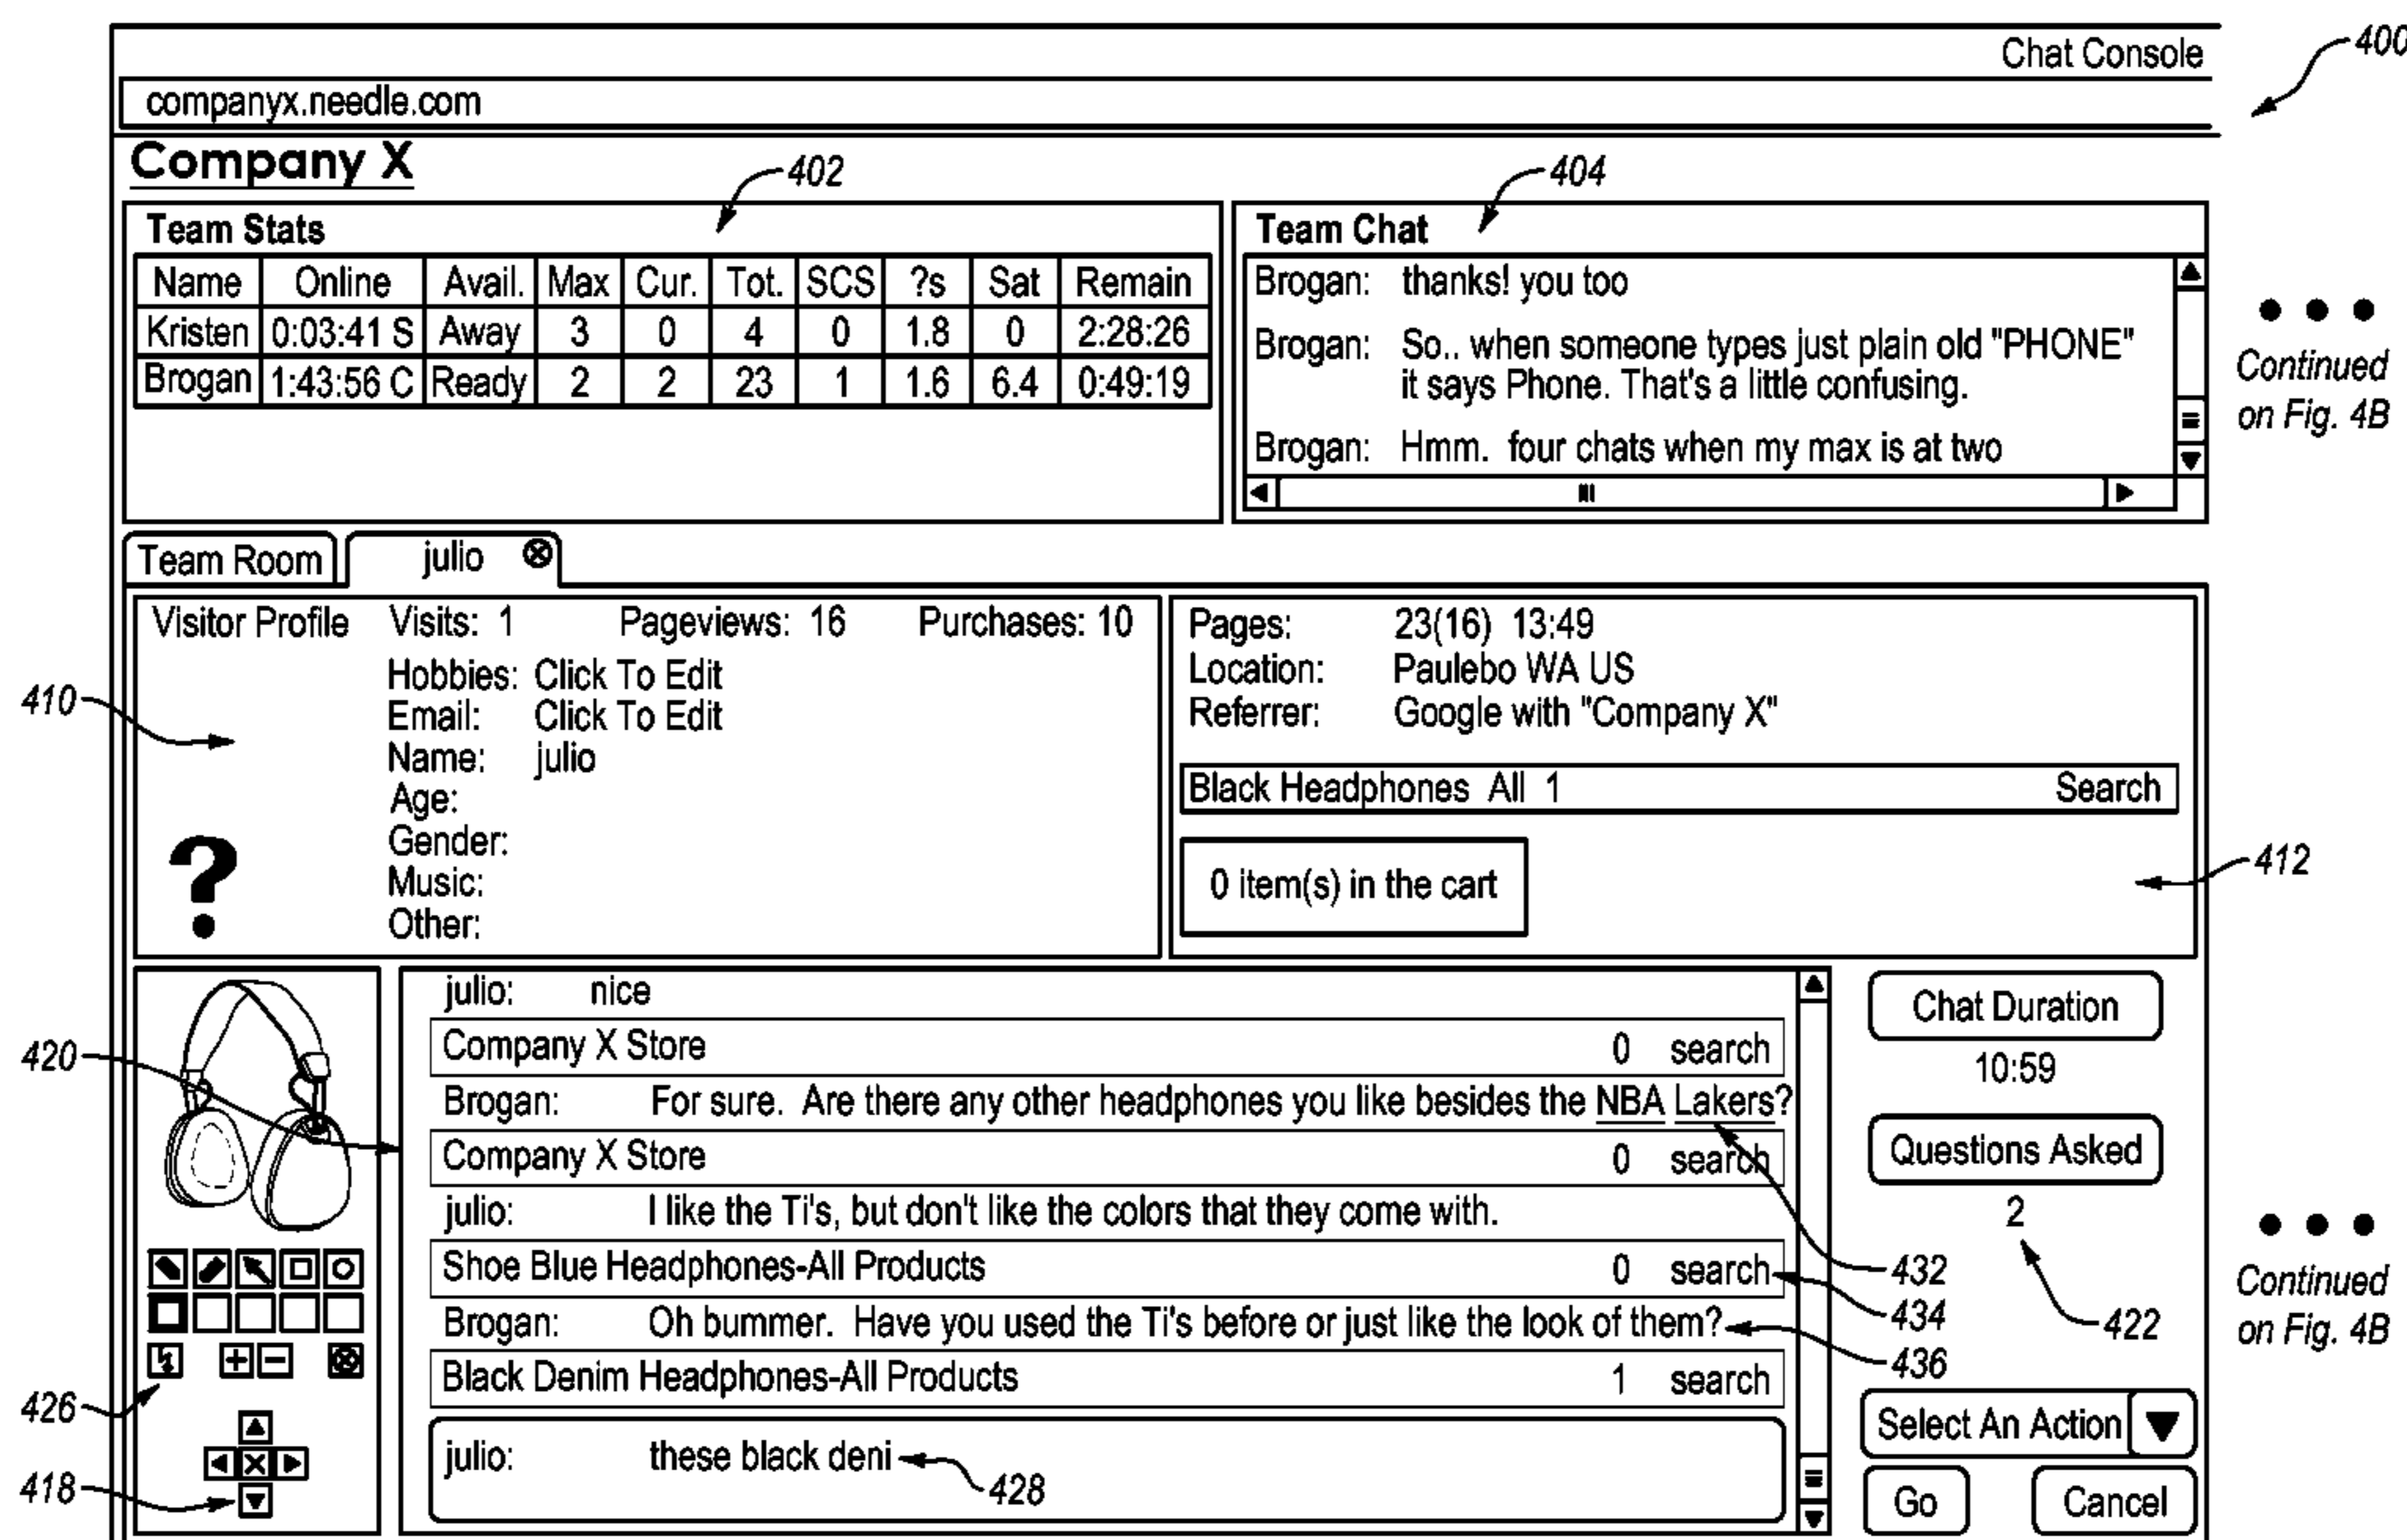 Chat Console
400
companyx.needle.com
Company X
402
404
Team Stats
Name Online Avail. Max Cur. Tot. SCS ?s Sat Remain
Kristen 0:03:41 S Away 3 0 4 0 1.8 0 2:28:26
Brogan 1:43:56 C Ready 2 2 23 1 1.6 6.4 0:49:19
Team Chat
Brogan: thanks! you too
Brogan: So.. when someone types just plain old "PHONE"
it says Phone. That's a little confusing.
Brogan: Hmm. four chats when my max is at two
Continued
on Fig. 4B
Team Room julio
Visitor Profile Visits: 1 Pageviews: 16 Purchases: 10
Hobbies: Click To Edit
Email: Click To Edit
Name: julio
Age:
Gender:
Music:
Other:
?
410
Pages: 23(16) 13:49
Location: Paulebo WA US
Referrer: Google with "Company X"
Black Headphones All 1 Search
0 item(s) in the cart
412
julio: nice
Company X Store 0 search
Brogan: For sure. Are there any other headphones you like besides the NBA Lakers?
Company X Store 0 search
julio: I like the Ti's, but don't like the colors that they come with.
Shoe Blue Headphones-All Products 0 search
Brogan: Oh bummer. Have you used the Ti's before or just like the look of them?
Black Denim Headphones-All Products 1 search
julio: these black deni
420
426
418
428
Chat Duration
10:59
Questions Asked
2
432
434
422
436
Select An Action
Go Cancel
Continued
on Fig. 4B